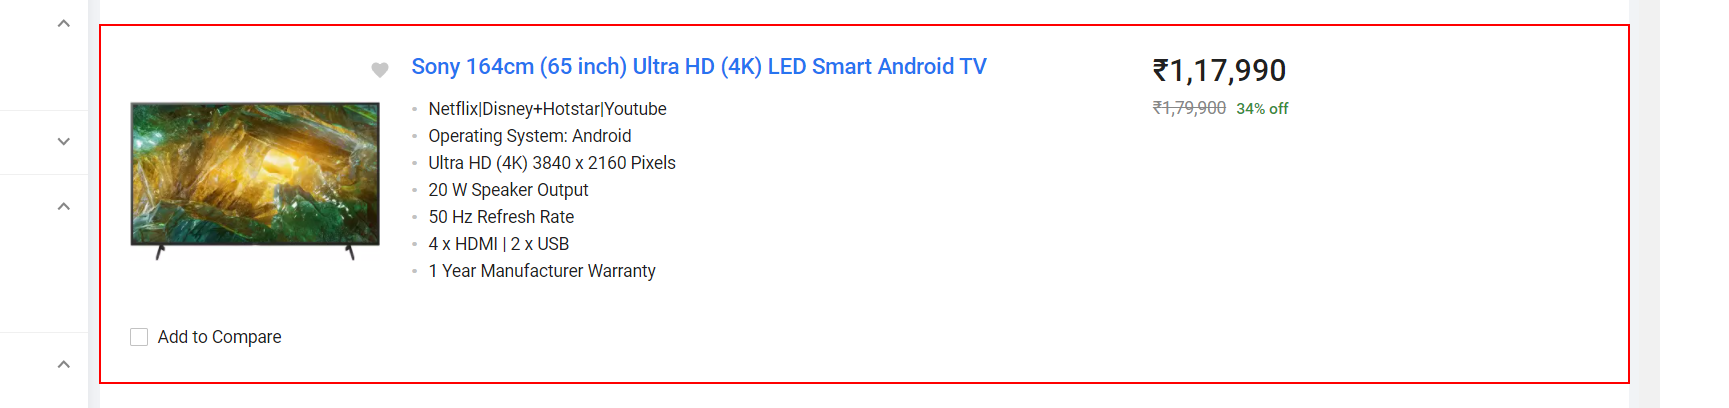 Sony 164cm (65 inch) Ultra HD (4K) LED Smart Android TV
Netflix|Disney+Hotstar|Youtube
Operating System: Android
Ultra HD (4K) 3840 x 2160 Pixels
20 W Speaker Output
50 Hz Refresh Rate
4 x HDMI | 2 x USB
1 Year Manufacturer Warranty
₹1,17,990
₹1,79,900 34% off
Add to Compare